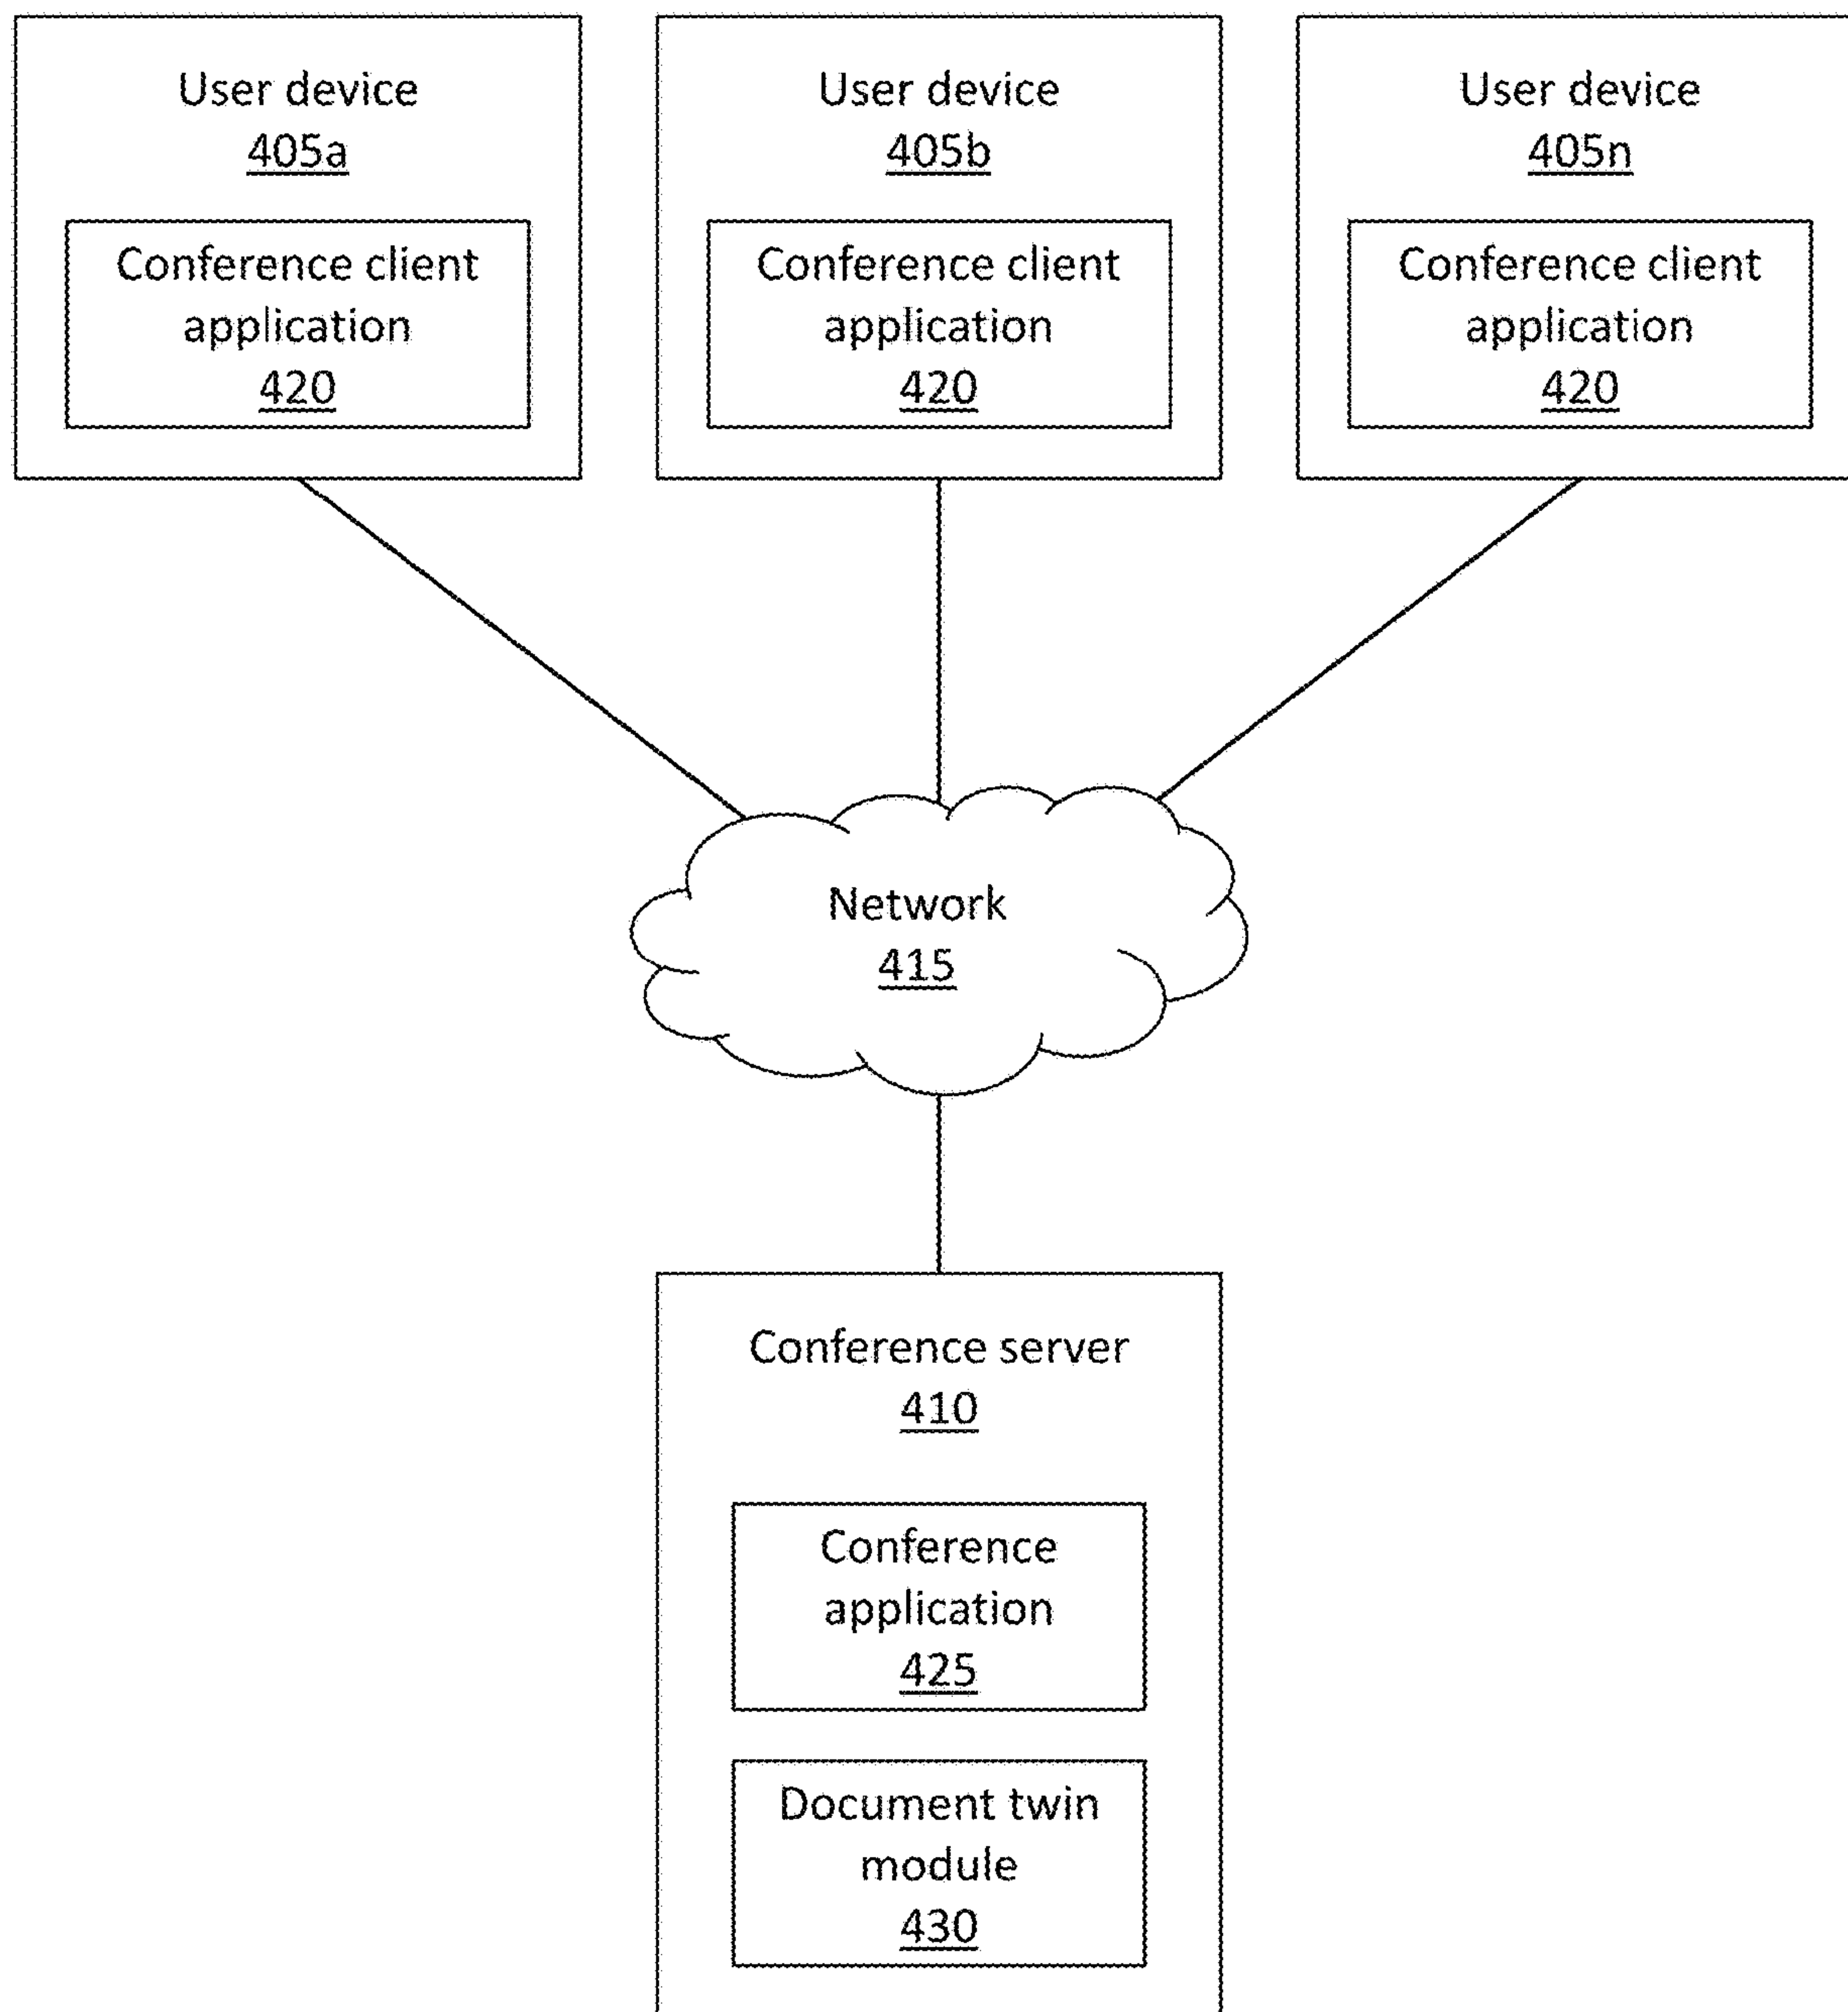 User device
405a
Conference client
application
420
User device
405b
Conference client
application
420
User device
405n
Conference client
application
420
Network
415
Conference server
410
Conference
application
425
Document twin
module
430